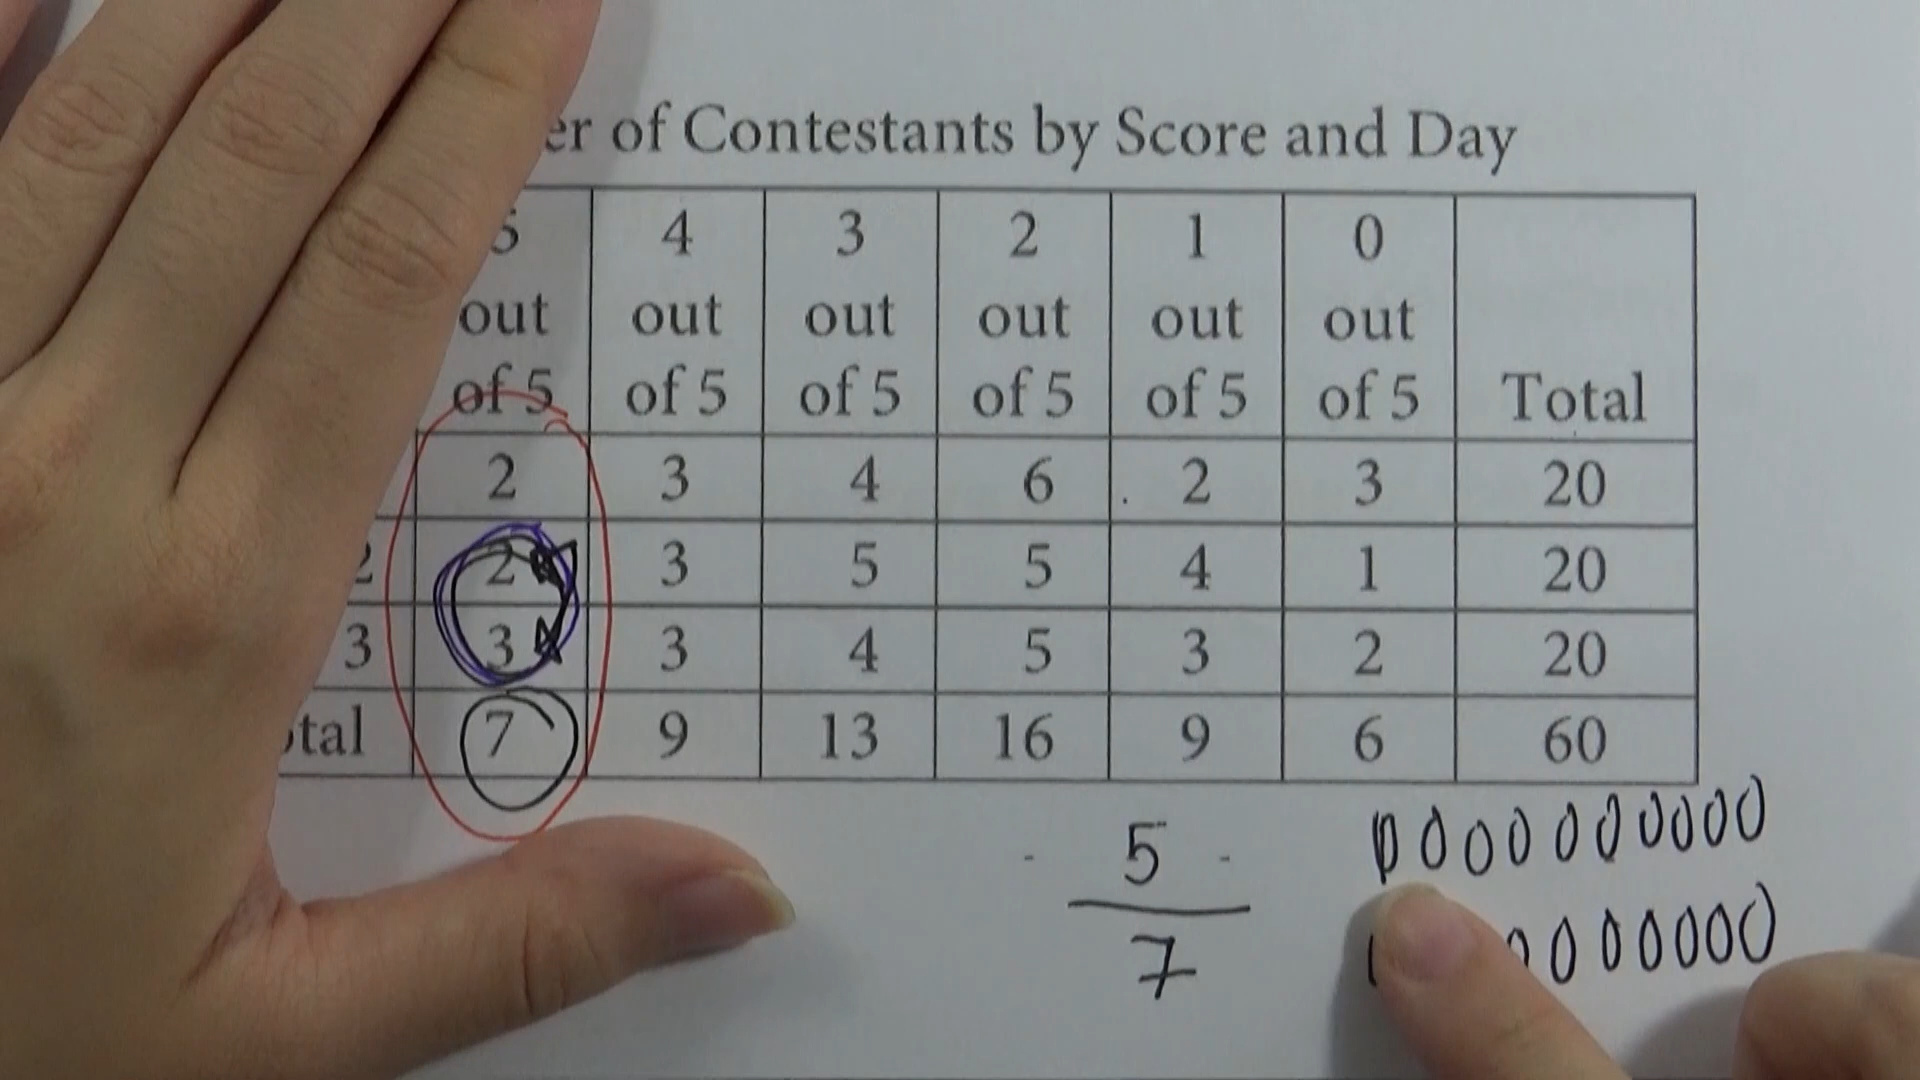 er of Contestants by Score and Day
5 out of 5 4 out of 5 3 out of 5 2 out of 5 1 out of 5 0 out of 5 Total
2 3 4 6 2 3 20
2 2 3 5 5 4 1 20
3 3 3 4 5 3 2 20
tal 7 9 13 16 9 6 60
5
7